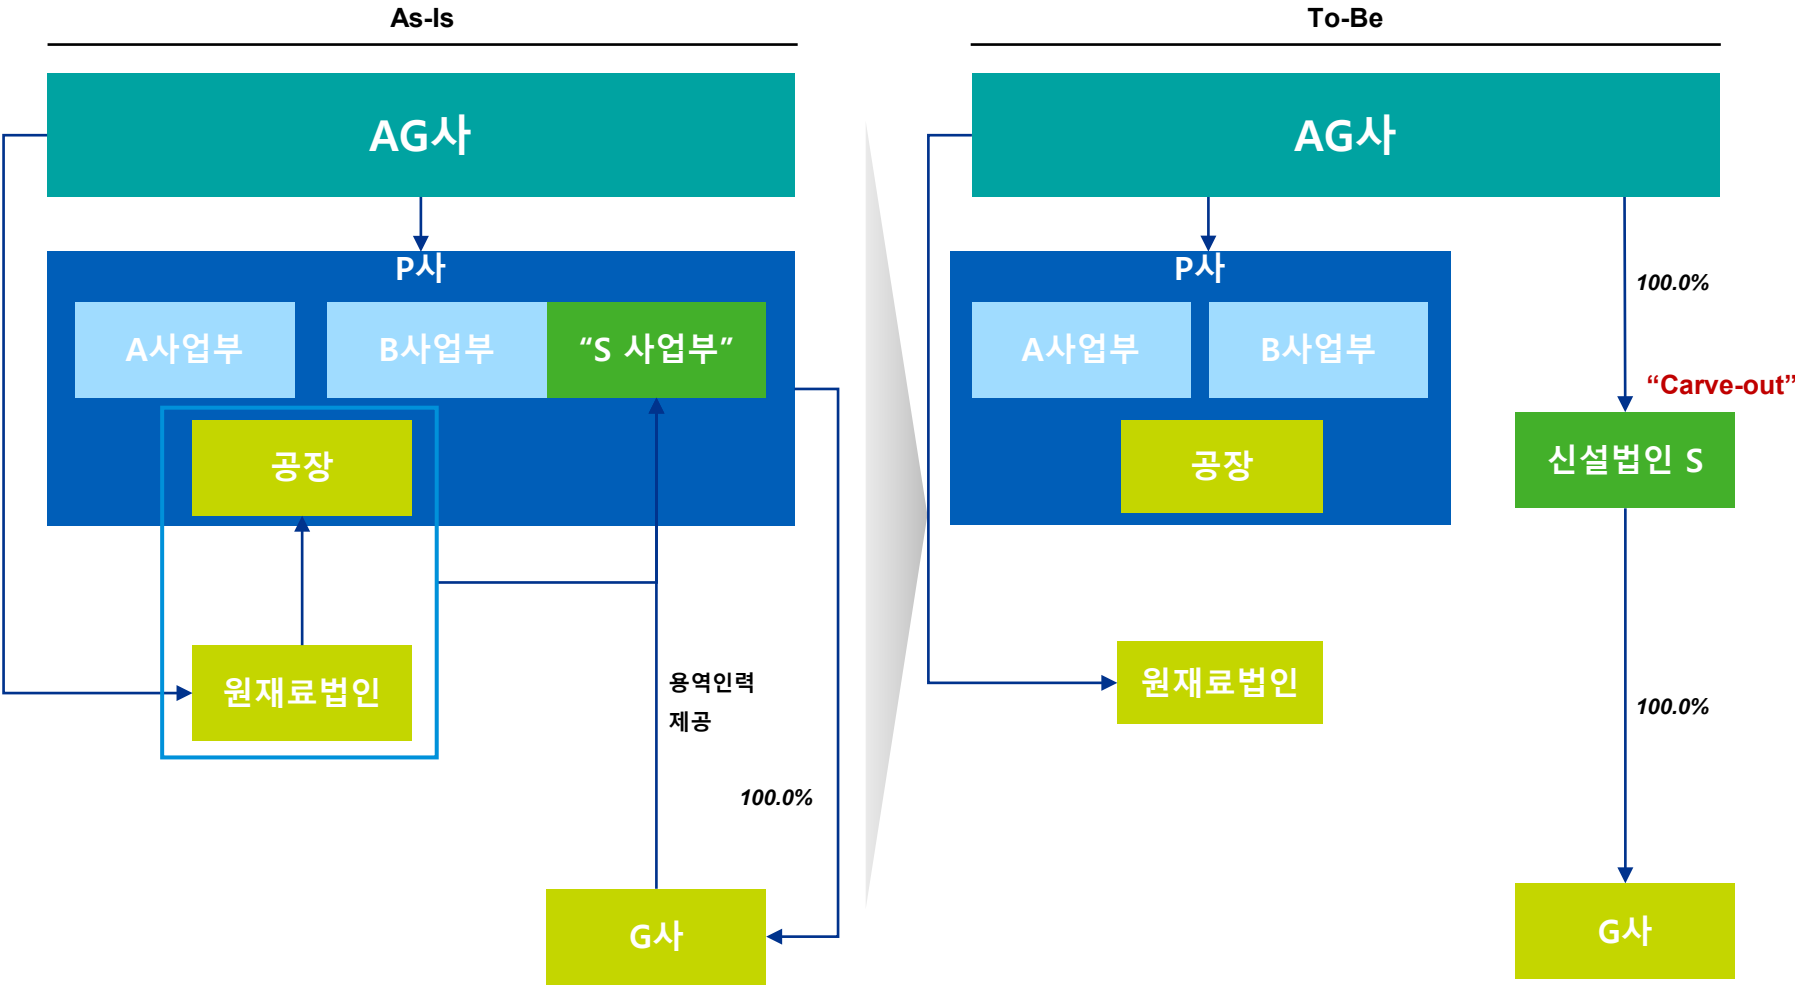 As-Is
AG사
P사
A사업부
B사업부
“S 사업부”
공장
원재료법인
용역인력
제공
100.0%
G사
To-Be
AG사
P사
100.0%
A사업부
B사업부
“Carve-out”
공장
신설법인 S
원재료법인
100.0%
G사